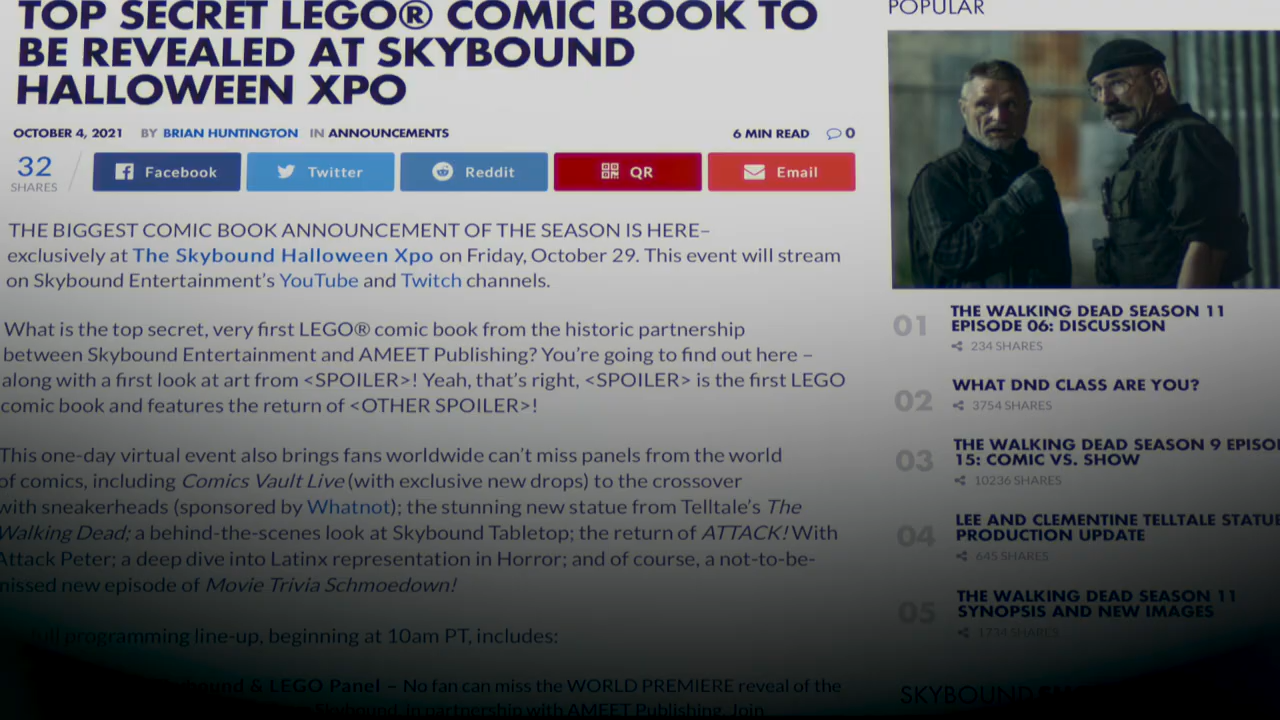 TOP SECRET LEGO® COMIC BOOK TO
BE REVEALED AT SKYBOUND
HALLOWEEN XPO
OCTOBER 4, 2021 BY BRIAN HUNTINGTON IN ANNOUNCEMENTS
6 MIN READ 0
32
SHARES
Facebook
Twitter
Reddit
QR
Email
THE BIGGEST COMIC BOOK ANNOUNCEMENT OF THE SEASON IS HERE–
exclusively at The Skybound Halloween Xpo on Friday, October 29. This event will stream
on Skybound Entertainment's YouTube and Twitch channels.
What is the top secret, very first LEGO® comic book from the historic partnership
between Skybound Entertainment and AMEET Publishing? You're going to find out here –
along with a first look at art from <SPOILER>! Yeah, that's right, <SPOILER> is the first LEGO
comic book and features the return of <OTHER SPOILER>!
This one-day virtual event also brings fans worldwide can't miss panels from the world
of comics, including Comics Vault Live (with exclusive new drops) to the crossover
with sneakerheads (sponsored by Whatnot); the stunning new statue from Telltale's The
Walking Dead; a behind-the-scenes look at Skybound Tabletop; the return of ATTACK! With
Attack Peter; a deep dive into Latinx representation in Horror; and of course, a not-to-be-
missed new episode of Movie Trivia Schmoedown!
full programming line-up, beginning at 10am PT, includes:
& LEGO Panel – No fan can miss the WORLD PREMIERE reveal of the
Skybound, in partnership with AMEET Publishing. Join
POPULAR
01
THE WALKING DEAD SEASON 11
EPISODE 06: DISCUSSION
234 SHARES
02
WHAT DND CLASS ARE YOU?
3754 SHARES
03
THE WALKING DEAD SEASON 9 EPISO
15: COMIC VS. SHOW
10236 SHARES
04
LEE AND CLEMENTINE TELLTALE STATUE
PRODUCTION UPDATE
645 SHARES
05
THE WALKING DEAD SEASON 11
SYNOPSIS AND NEW IMAGES
1734 SHARES
SKYBOUND